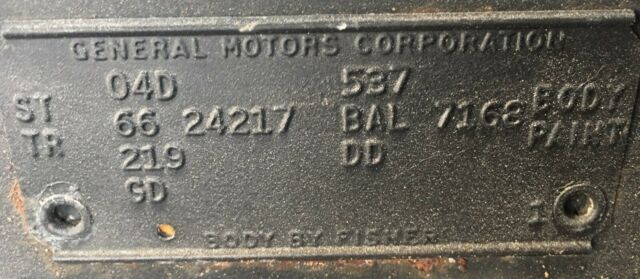 GENERAL MOTORS CORPORATION
04D 537
ST 66 24217 BAL 7168 BODY
TR 219 DD PAINT
GD
1
BODY BY FISHER